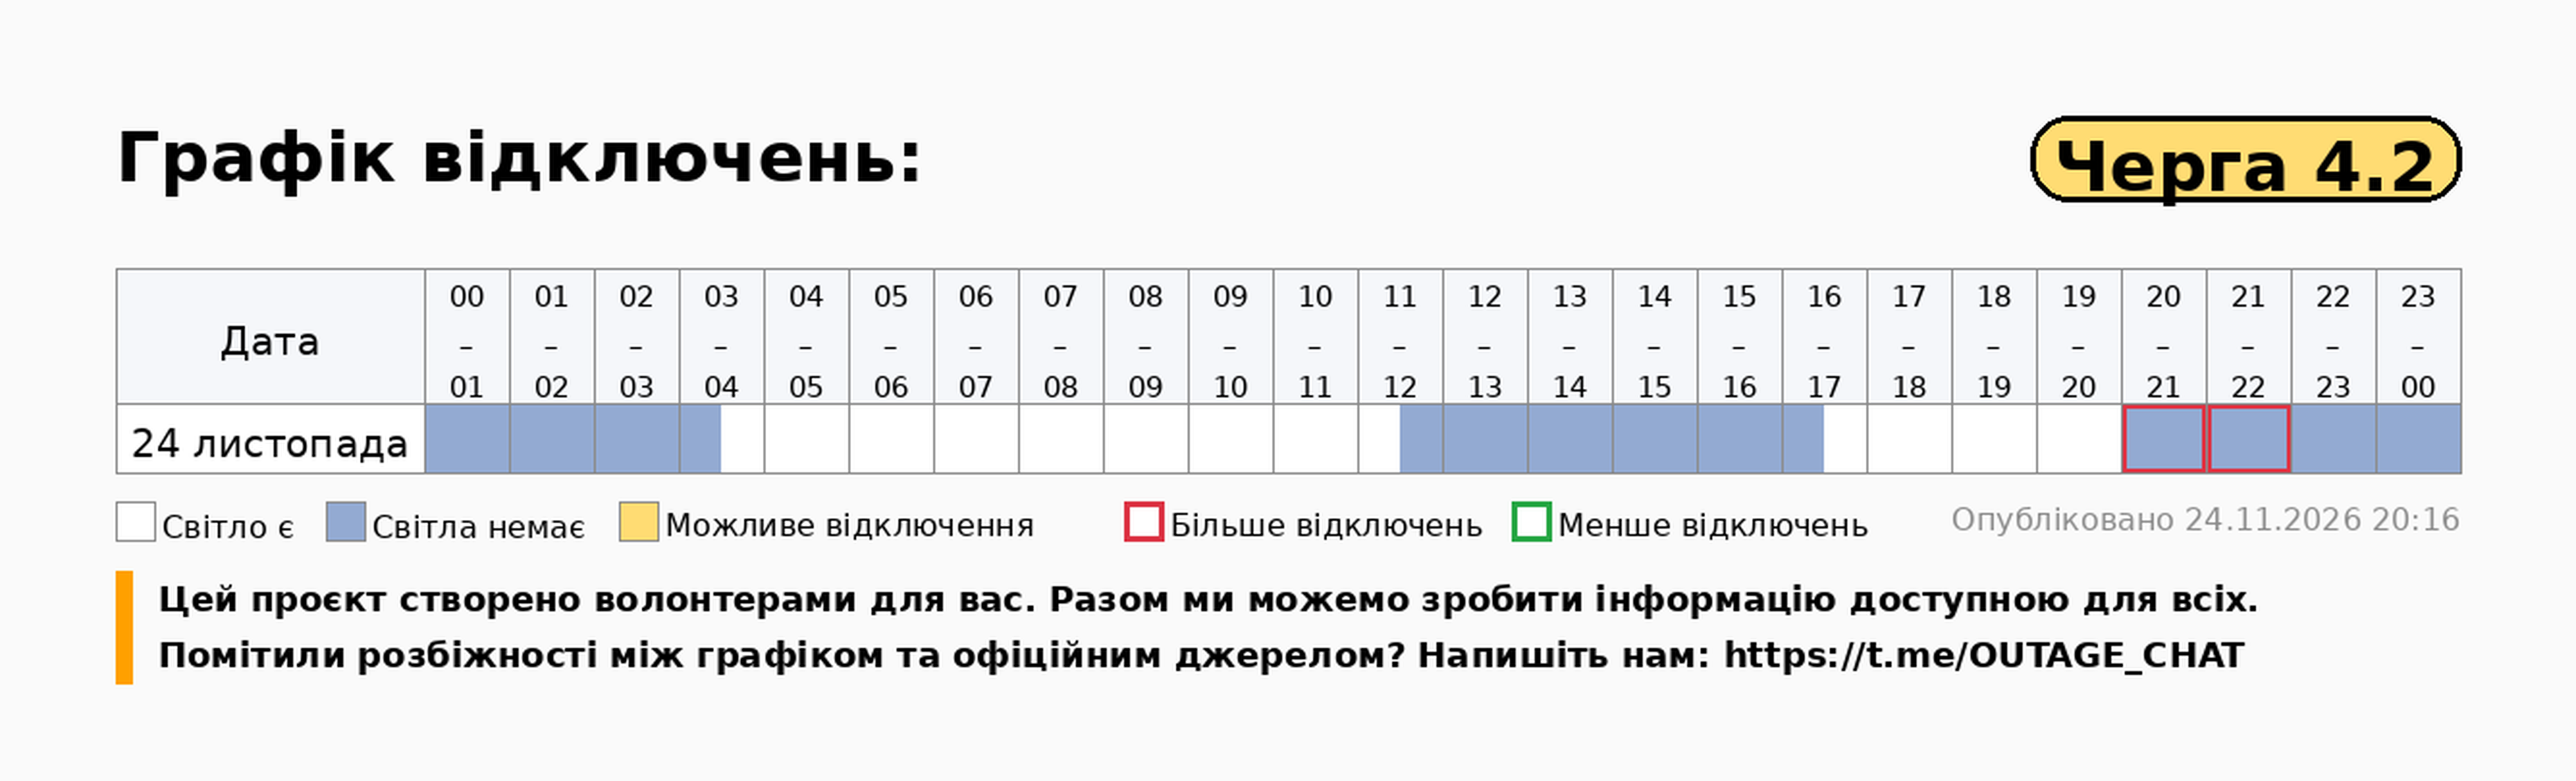 Графік відключень:
Черга 4.2
Дата
00 – 01
01 – 02
02 – 03
03 – 04
04 – 05
05 – 06
06 – 07
07 – 08
08 – 09
09 – 10
10 – 11
11 – 12
12 – 13
13 – 14
14 – 15
15 – 16
16 – 17
17 – 18
18 – 19
19 – 20
20 – 21
21 – 22
22 – 23
23 – 00
24 листопада
Світло є
Світла немає
Можливе відключення
Більше відключень
Менше відключень
Опубліковано 24.11.2026 20:16
Цей проєкт створено волонтерами для вас. Разом ми можемо зробити інформацію доступною для всіх.
Помітили розбіжності між графіком та офіційним джерелом? Напишіть нам: https://t.me/OUTAGE_CHAT